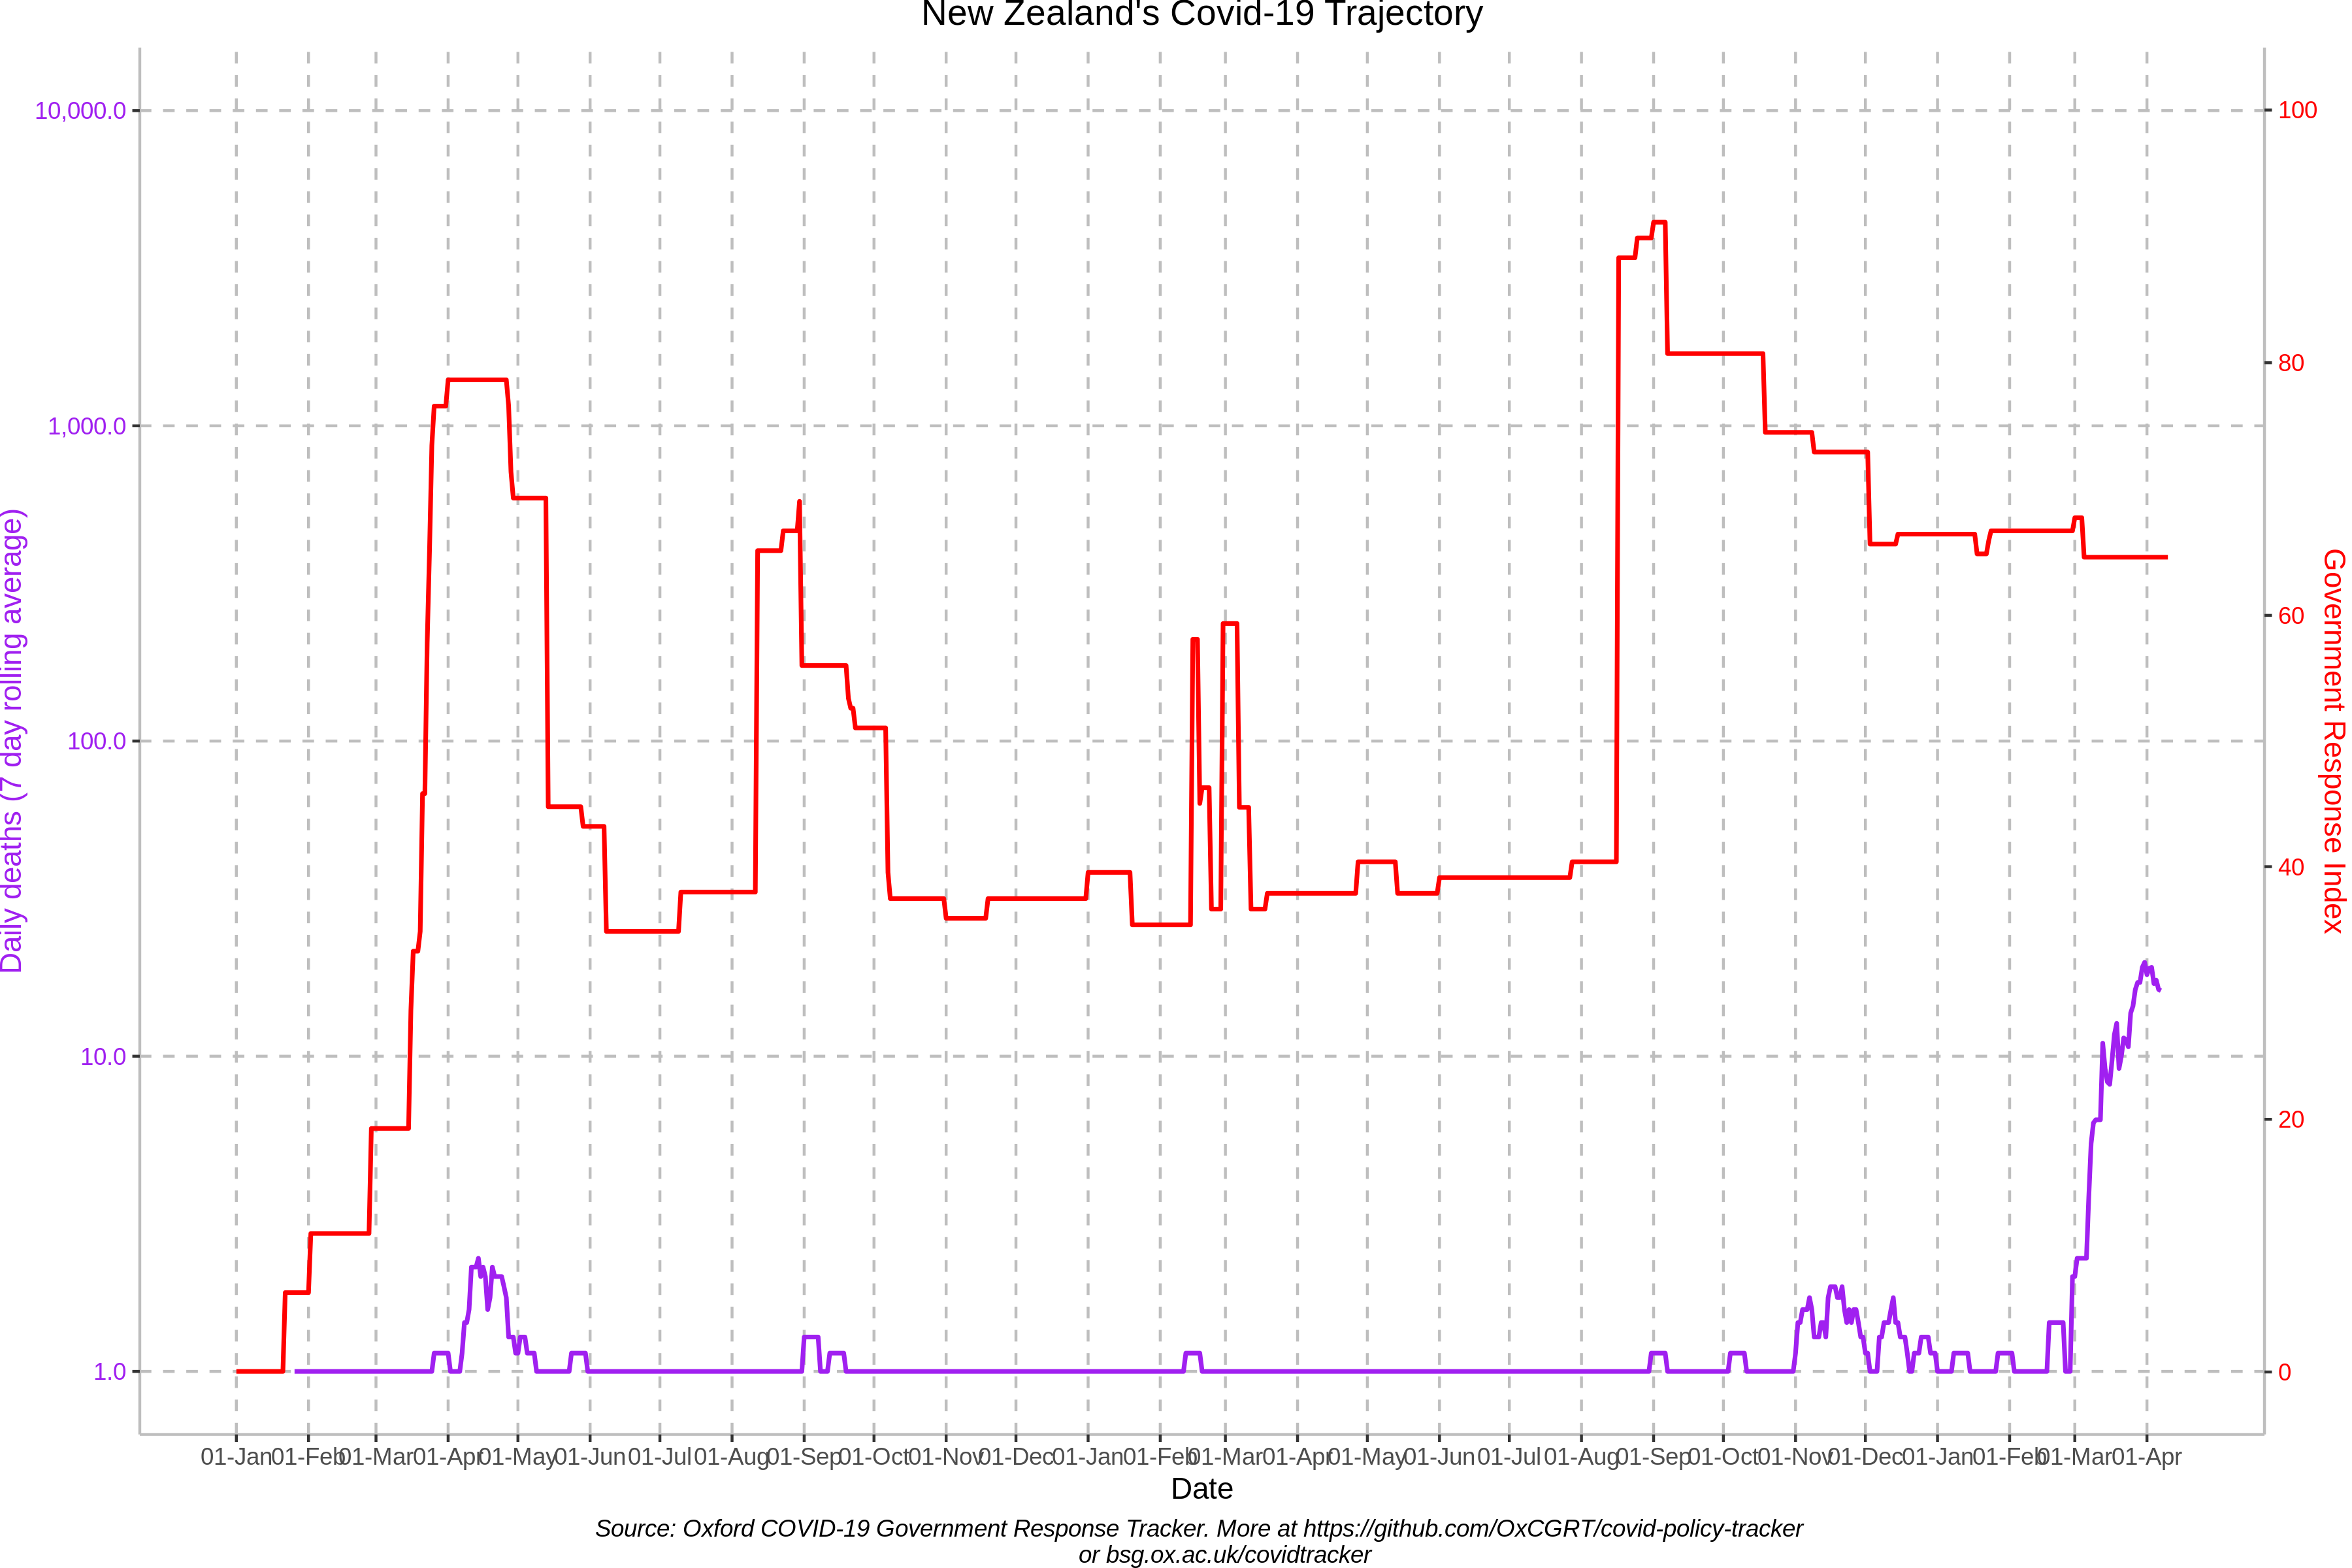 New Zealand's Covid-19 Trajectory
10,000.0
1,000.0
100.0
10.0
1.0
Daily deaths (7 day rolling average)
100
80
60
40
20
0
Government Response Index
01-Jan 01-Feb 01-Mar 01-Apr 01-May 01-Jun 01-Jul 01-Aug 01-Sep 01-Oct 01-Nov 01-Dec 01-Jan 01-Feb 01-Mar 01-Apr 01-May 01-Jun 01-Jul 01-Aug 01-Sep 01-Oct 01-Nov 01-Dec 01-Jan 01-Feb 01-Mar 01-Apr
Date
Source: Oxford COVID-19 Government Response Tracker. More at https://github.com/OxCGRT/covid-policy-tracker
or bsg.ox.ac.uk/covidtracker